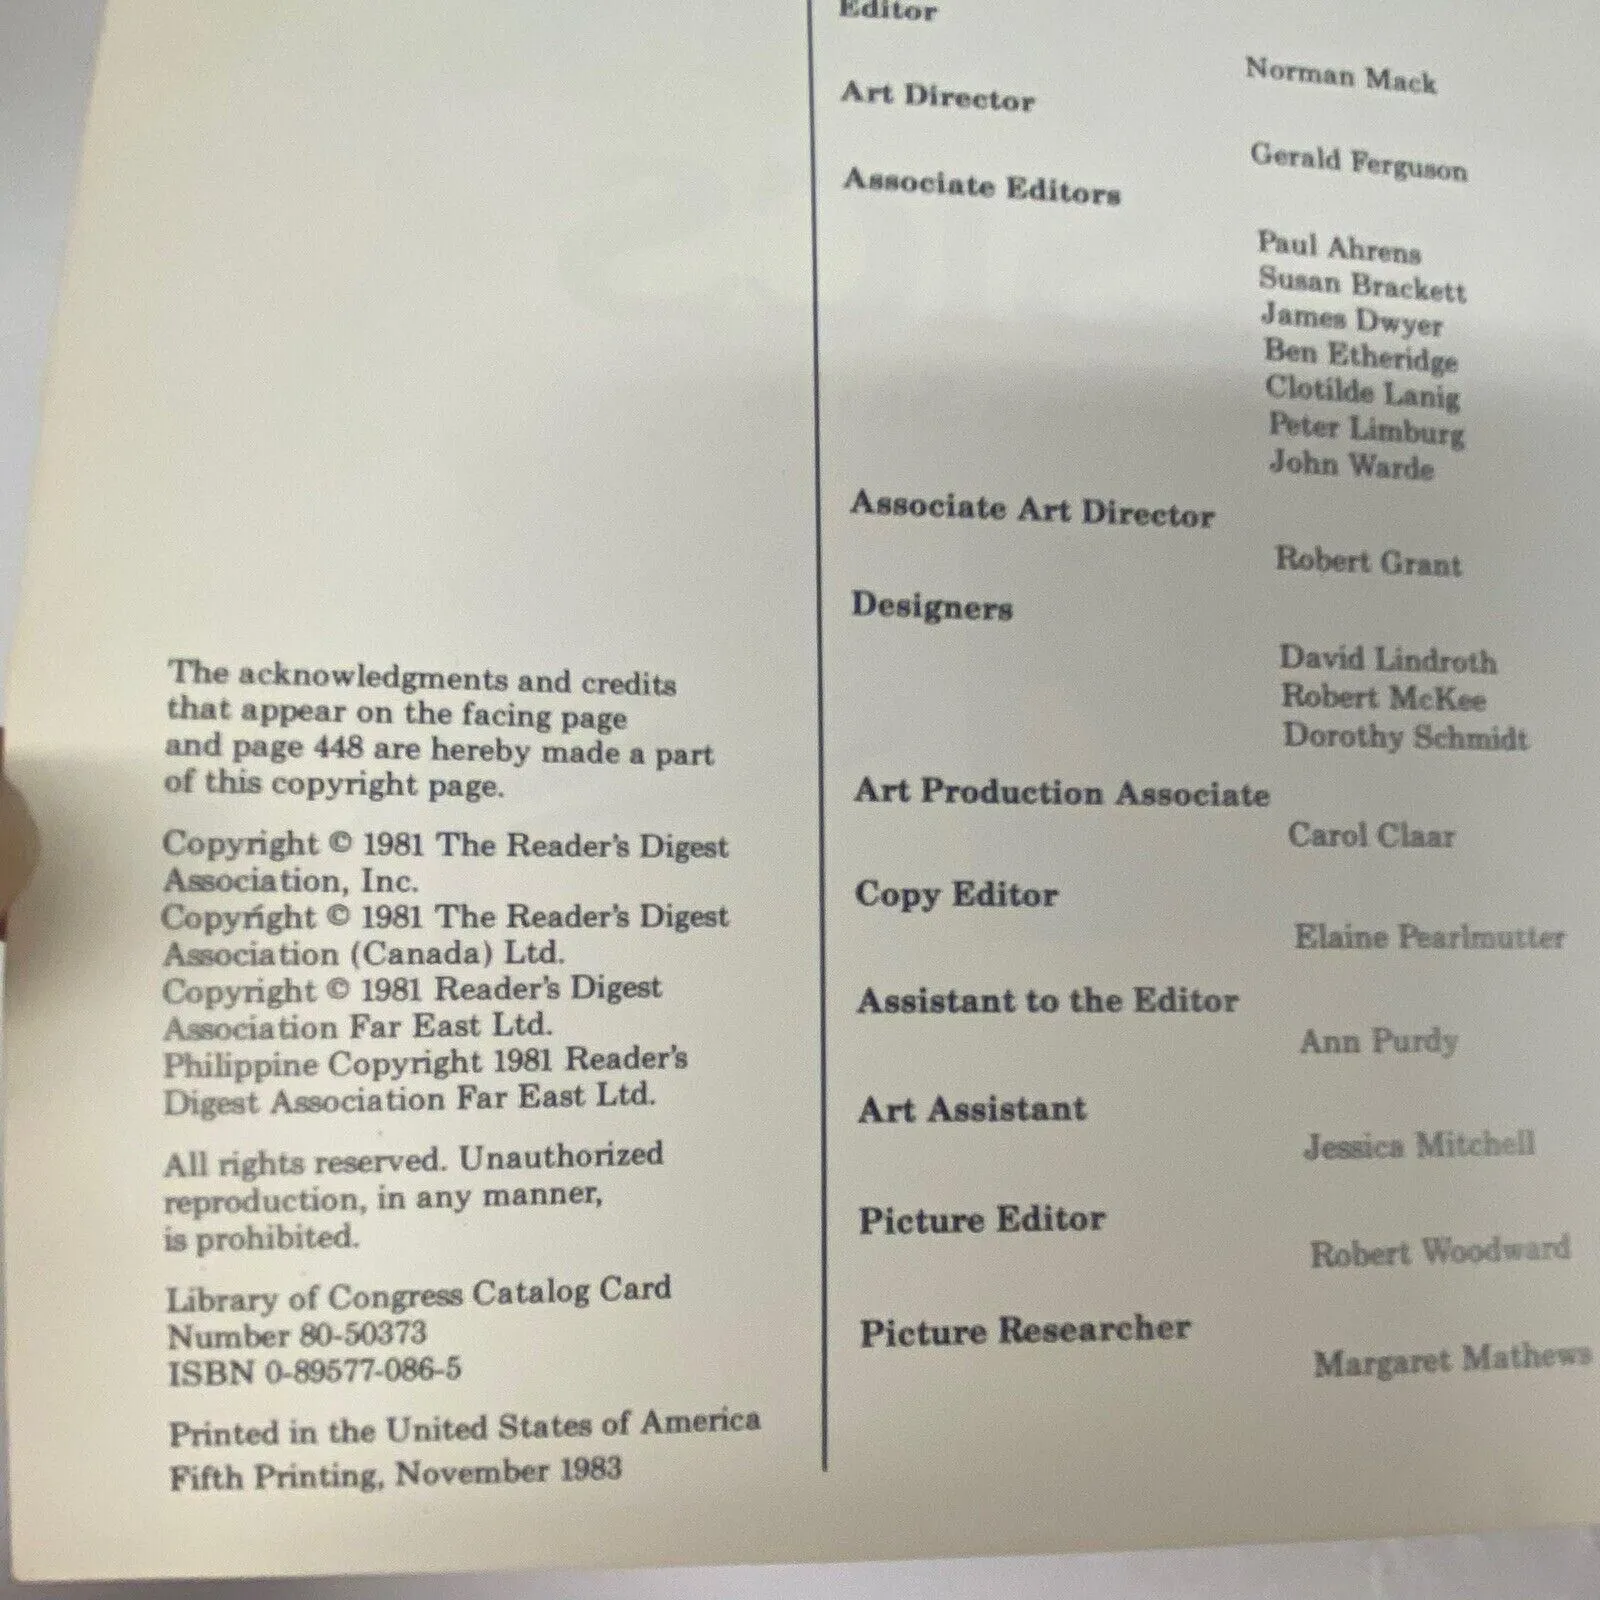 The acknowledgments and credits
that appear on the facing page
and page 448 are hereby made a part
of this copyright page.
Copyright © 1981 The Reader's Digest
Association, Inc.
Copyright © 1981 The Reader's Digest
Association (Canada) Ltd.
Copyright © 1981 Reader's Digest
Association Far East Ltd.
Philippine Copyright 1981 Reader's
Digest Association Far East Ltd.
All rights reserved. Unauthorized
reproduction, in any manner,
is prohibited.
Library of Congress Catalog Card
Number 80-50373
ISBN 0-89577-086-5
Printed in the United States of America
Fifth Printing, November 1983
Editor
Norman Mack
Art Director
Gerald Ferguson
Associate Editors
Paul Ahrens
Susan Brackett
James Dwyer
Ben Etheridge
Clotilde Lanig
Peter Limburg
John Warde
Associate Art Director
Robert Grant
Designers
David Lindroth
Robert McKee
Dorothy Schmidt
Art Production Associate
Carol Claar
Copy Editor
Elaine Pearlmutter
Assistant to the Editor
Ann Purdy
Art Assistant
Jessica Mitchell
Picture Editor
Robert Woodward
Picture Researcher
Margaret Mathews